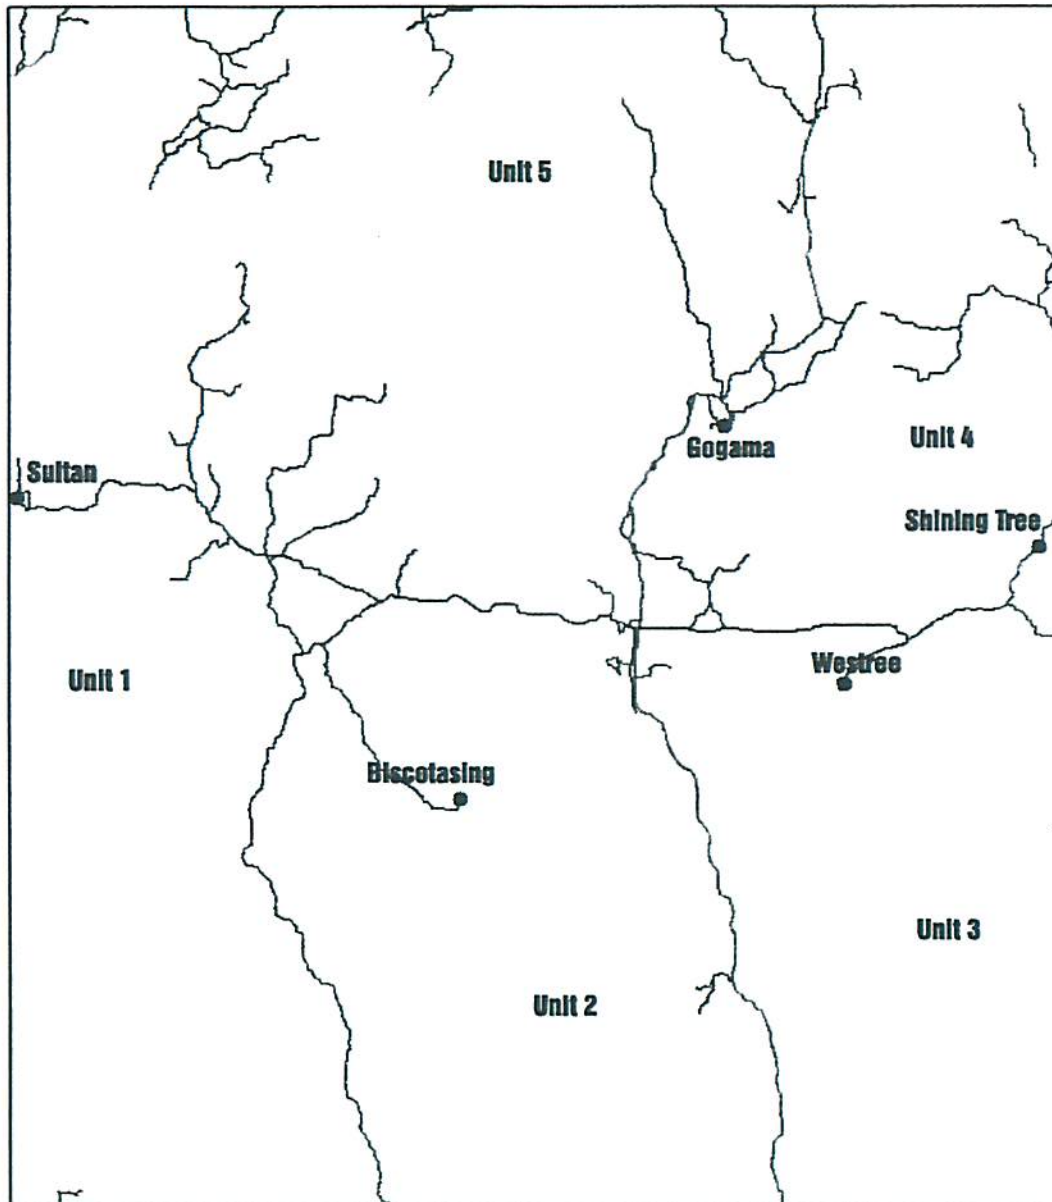 Unit 5
Gogama
Unit 4
Sultan
Shining Tree
Westree
Unit 1
Biscotasing
Unit 3
Unit 2